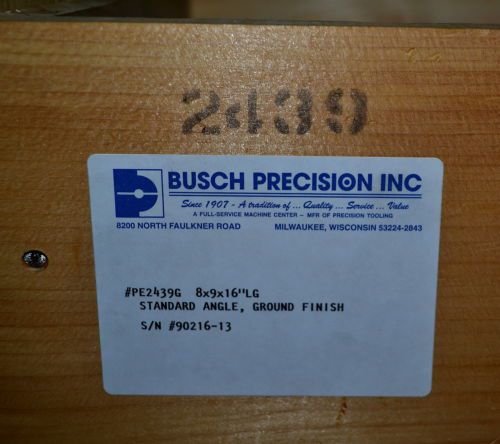 2439
BUSCH PRECISION INC
Since 1907 - A tradition of ... Quality ... Service ... Value
A FULL-SERVICE MACHINE CENTER - MFR OF PRECISION TOOLING
8200 NORTH FAULKNER ROAD MILWAUKEE, WISCONSIN 53224-2843
#PE2439G 8x9x16"LG
STANDARD ANGLE, GROUND FINISH
S/N #90216-13